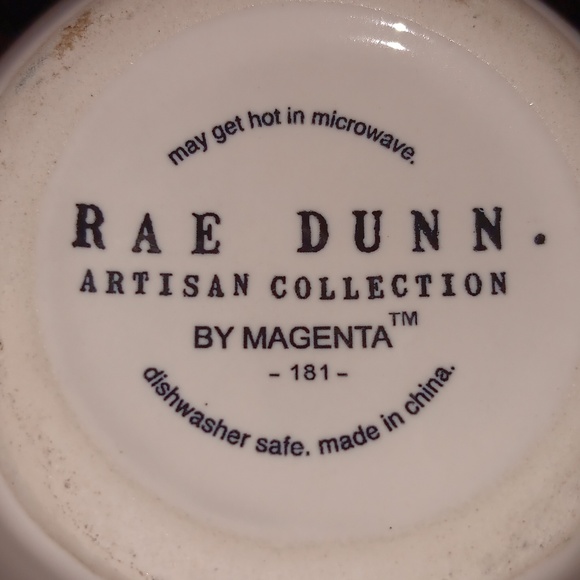 may get hot in microwave.
RAE DUNN.
ARTISAN COLLECTION
BY MAGENTA™
- 181 -
dishwasher safe. made in china.